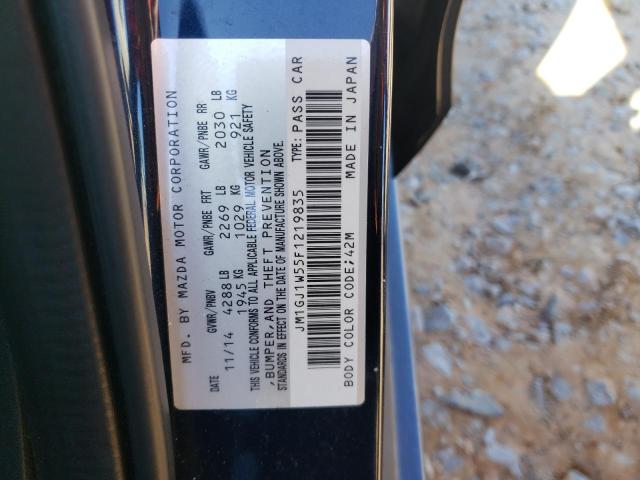 MFD. BY MAZDA MOTOR CORPORATION
DATE GVWR/PNBV GAWR/PNBE FRT GAWR/PNBE RR
11/14 4288 LB 2269 LB 2030 LB
1945 KG 1029 KG 921 KG
THIS VEHICLE CONFORMS TO ALL APPLICABLE FEDERAL MOTOR VEHICLE SAFETY
,BUMPER,AND THEFT PREVENTION
STANDARDS IN EFFECT ON THE DATE OF MANUFACTURE SHOWN ABOVE.
JM1GJ1W55F1219835 TYPE: PASS CAR
BODY COLOR CODE;42M MADE IN JAPAN